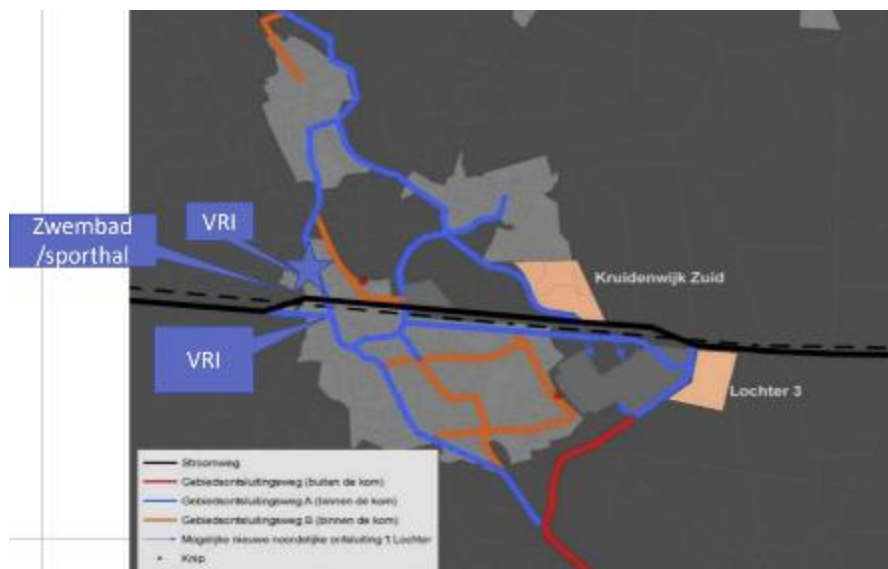 VRI
Zwembad
/sporthal
Kruidenwijk Zuid
VRI
Lochter 3
Stroomweg
Gebiedsontsluitingsweg (buiten de kom)
Gebiedsontsluitingsweg A (binnen de kom)
Gebiedsontsluitingsweg B (binnen de kom)
Mogelijke nieuwe noordelijke ontsluiting 't Lochter
Knip